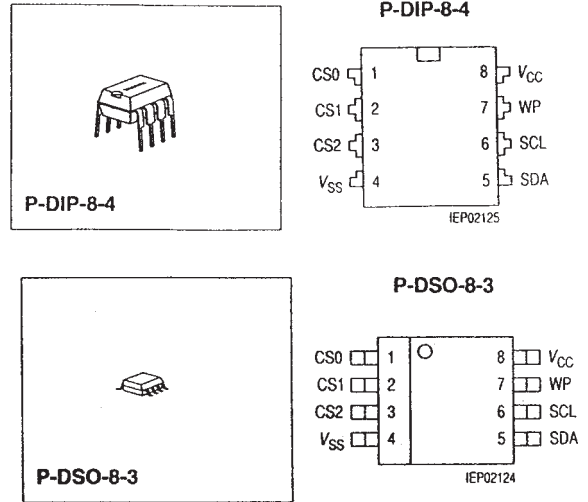 P-DIP-8-4
P-DIP-8-4
CS0 1 8 VCC
CS1 2 7 WP
CS2 3 6 SCL
VSS 4 5 SDA
IEP02125
P-DSO-8-3
P-DSO-8-3
CS0 1 8 VCC
CS1 2 7 WP
CS2 3 6 SCL
VSS 4 5 SDA
IEP02124